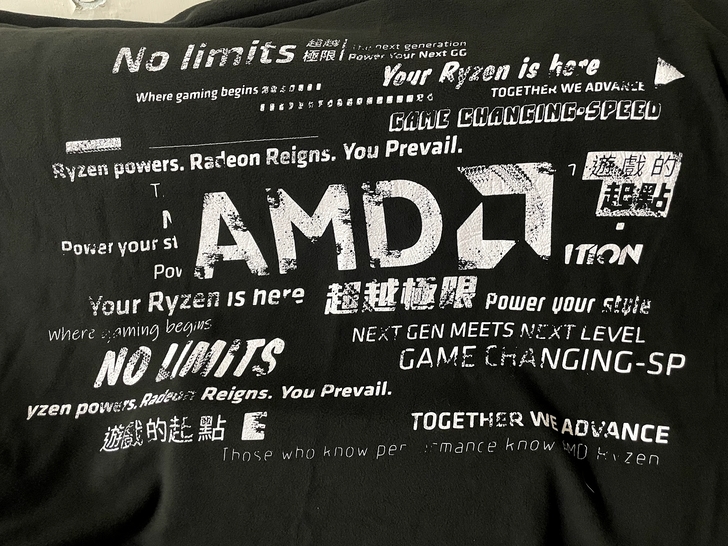 No limits 超越極限 The next generation
Power Your Next GG
Your Ryzen is here
Where gaming begins
TOGETHER WE ADVANCE
GAME CHANGING-SPEED
Ryzen powers. Radeon Reigns. You Prevail.
遊戲的
起點
AMD
Power your st
ITION
Pow
Your Ryzen is here 超越極限 Power your style
where gaming begins
NEXT GEN MEETS NEXT LEVEL
NO LIMITS
GAME CHANGING-SP
yzen powers. Radeon Reigns. You Prevail.
遊戲的起點 E
TOGETHER WE ADVANCE
Those who know per rmance know AMD Ryzen